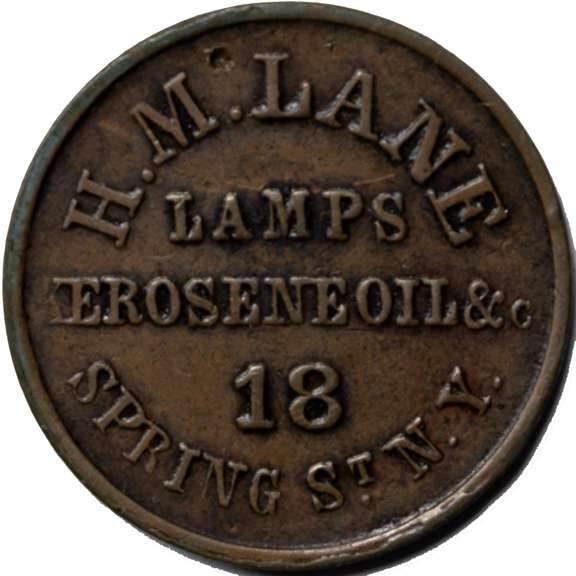 H. M. LANE
LAMPS
KEROSENE OIL & c
18
SPRING ST. N. Y.